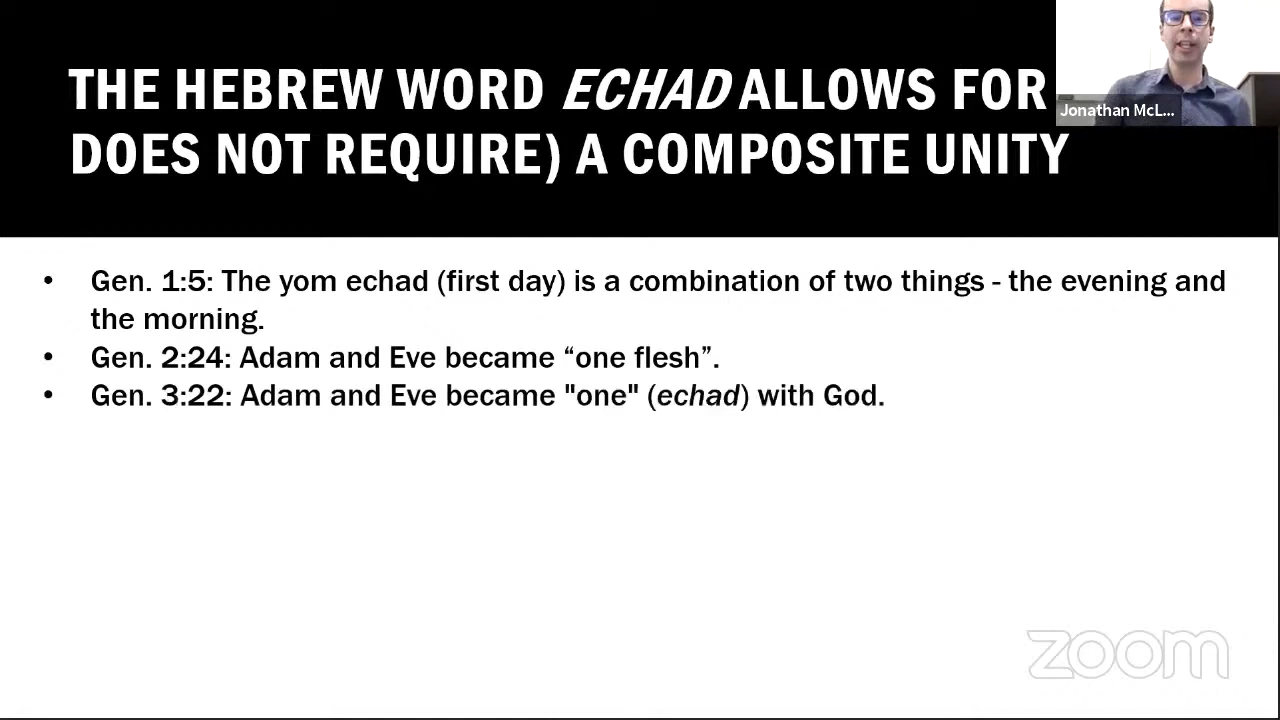 THE HEBREW WORD ECHAD ALLOWS FOR
DOES NOT REQUIRE) A COMPOSITE UNITY
Jonathan McL...
• Gen. 1:5: The yom echad (first day) is a combination of two things - the evening and
the morning.
• Gen. 2:24: Adam and Eve became “one flesh”.
• Gen. 3:22: Adam and Eve became "one" (echad) with God.
zoom